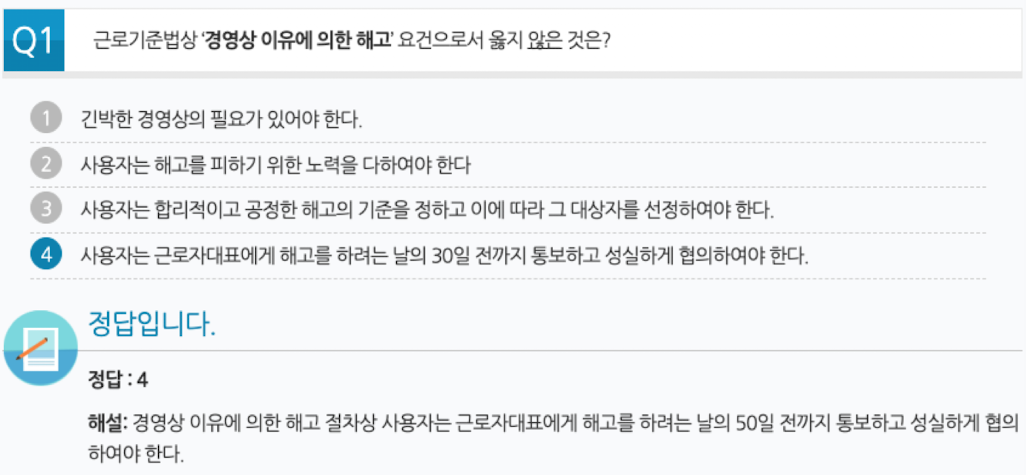 Q1 근로기준법상 '경영상 이유에 의한 해고' 요건으로서 옳지 않은 것은?
1 긴박한 경영상의 필요가 있어야 한다.
2 사용자는 해고를 피하기 위한 노력을 다하여야 한다
3 사용자는 합리적이고 공정한 해고의 기준을 정하고 이에 따라 그 대상자를 선정하여야 한다.
4 사용자는 근로자대표에게 해고를 하려는 날의 30일 전까지 통보하고 성실하게 협의하여야 한다.
정답입니다.
정답 : 4
해설: 경영상 이유에 의한 해고 절차상 사용자는 근로자대표에게 해고를 하려는 날의 50일 전까지 통보하고 성실하게 협의
하여야 한다.